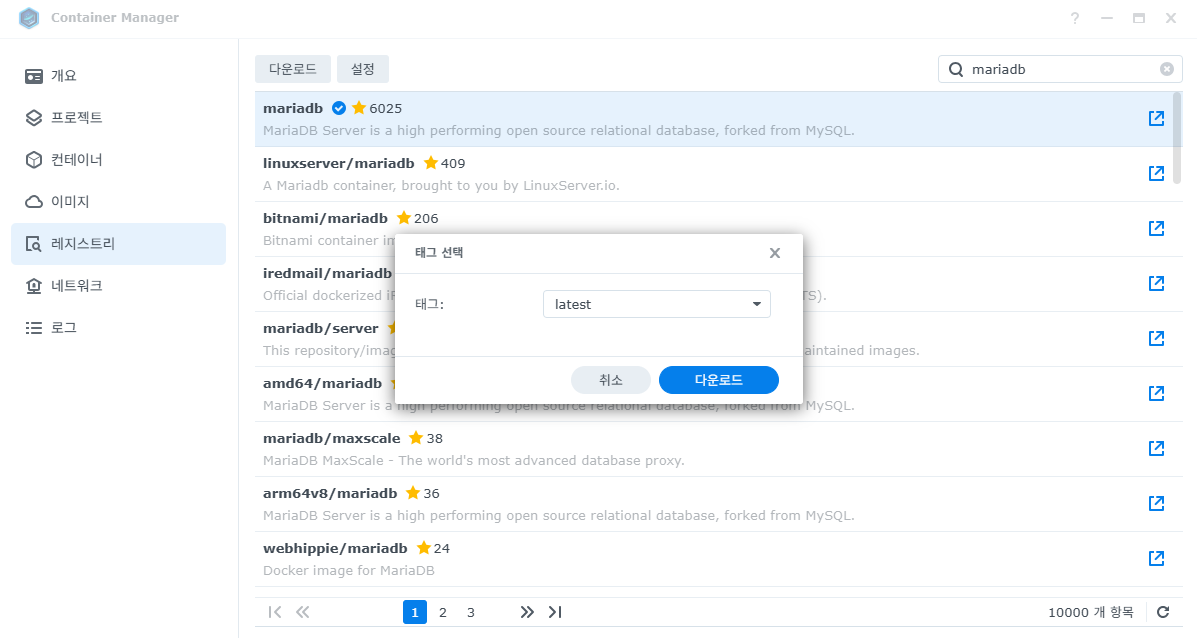 Container Manager
개요
프로젝트
컨테이너
이미지
레지스트리
네트워크
로그
다운로드 설정
mariadb
mariadb 6025
MariaDB Server is a high performing open source relational database, forked from MySQL.
linuxserver/mariadb 409
A Mariadb container, brought to you by LinuxServer.io.
bitnami/mariadb 206
Bitnami container
iredmail/mariadb
Official dockerized TS).
mariadb/server
This repository/imag aintained images.
amd64/mariadb
MariaDB Server is a high performing open source relational database, forked from MySQL.
mariadb/maxscale 38
MariaDB MaxScale - The world's most advanced database proxy.
arm64v8/mariadb 36
MariaDB Server is a high performing open source relational database, forked from MySQL.
webhippie/mariadb 24
Docker image for MariaDB
1 2 3
10000 개 항목
태그 선택
태그: latest
취소 다운로드